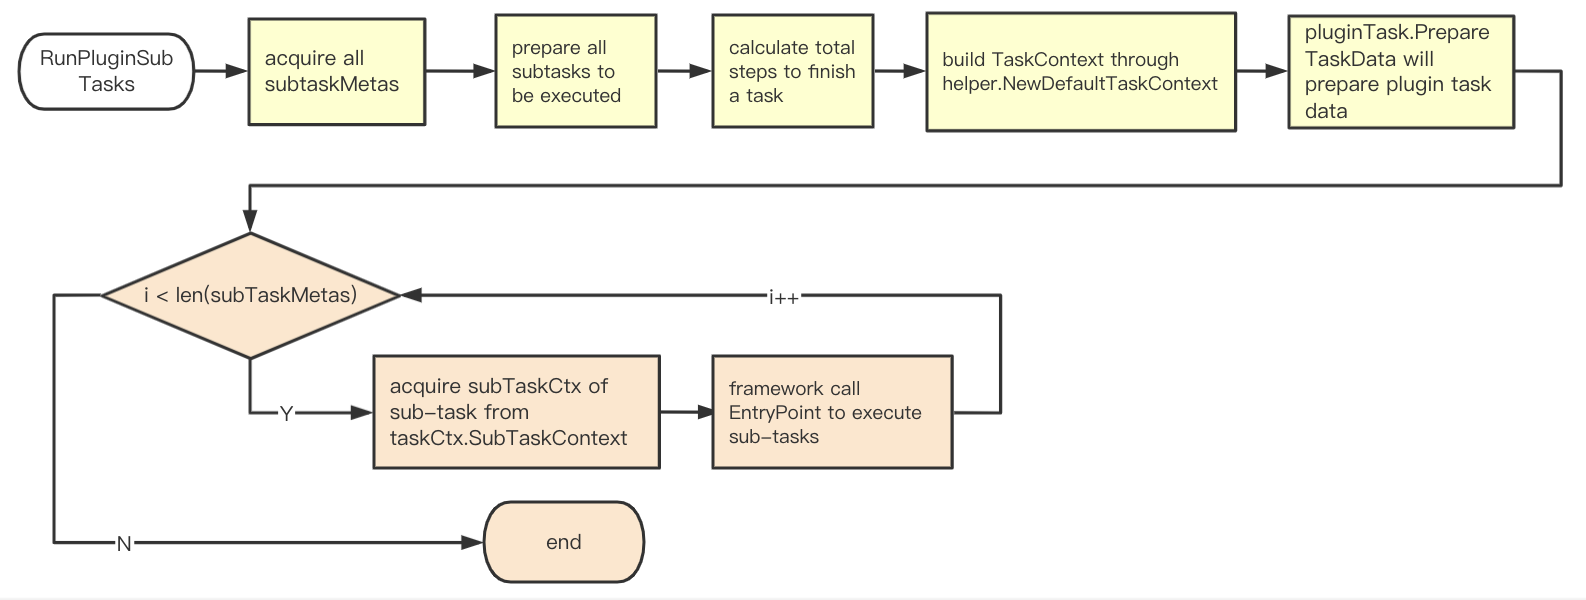 RunPluginSub
Tasks
acquire all
subtaskMetas
prepare all
subtasks to
be executed
calculate total
steps to finish
a task
build TaskContext through
helper.NewDefaultTaskContext
pluginTask.Prepare
TaskData will
prepare plugin task
data
i < len(subTaskMetas)
i++
Y
acquire subTaskCtx of
sub-task from
taskCtx.SubTaskContext
framework call
EntryPoint to execute
sub-tasks
N
end